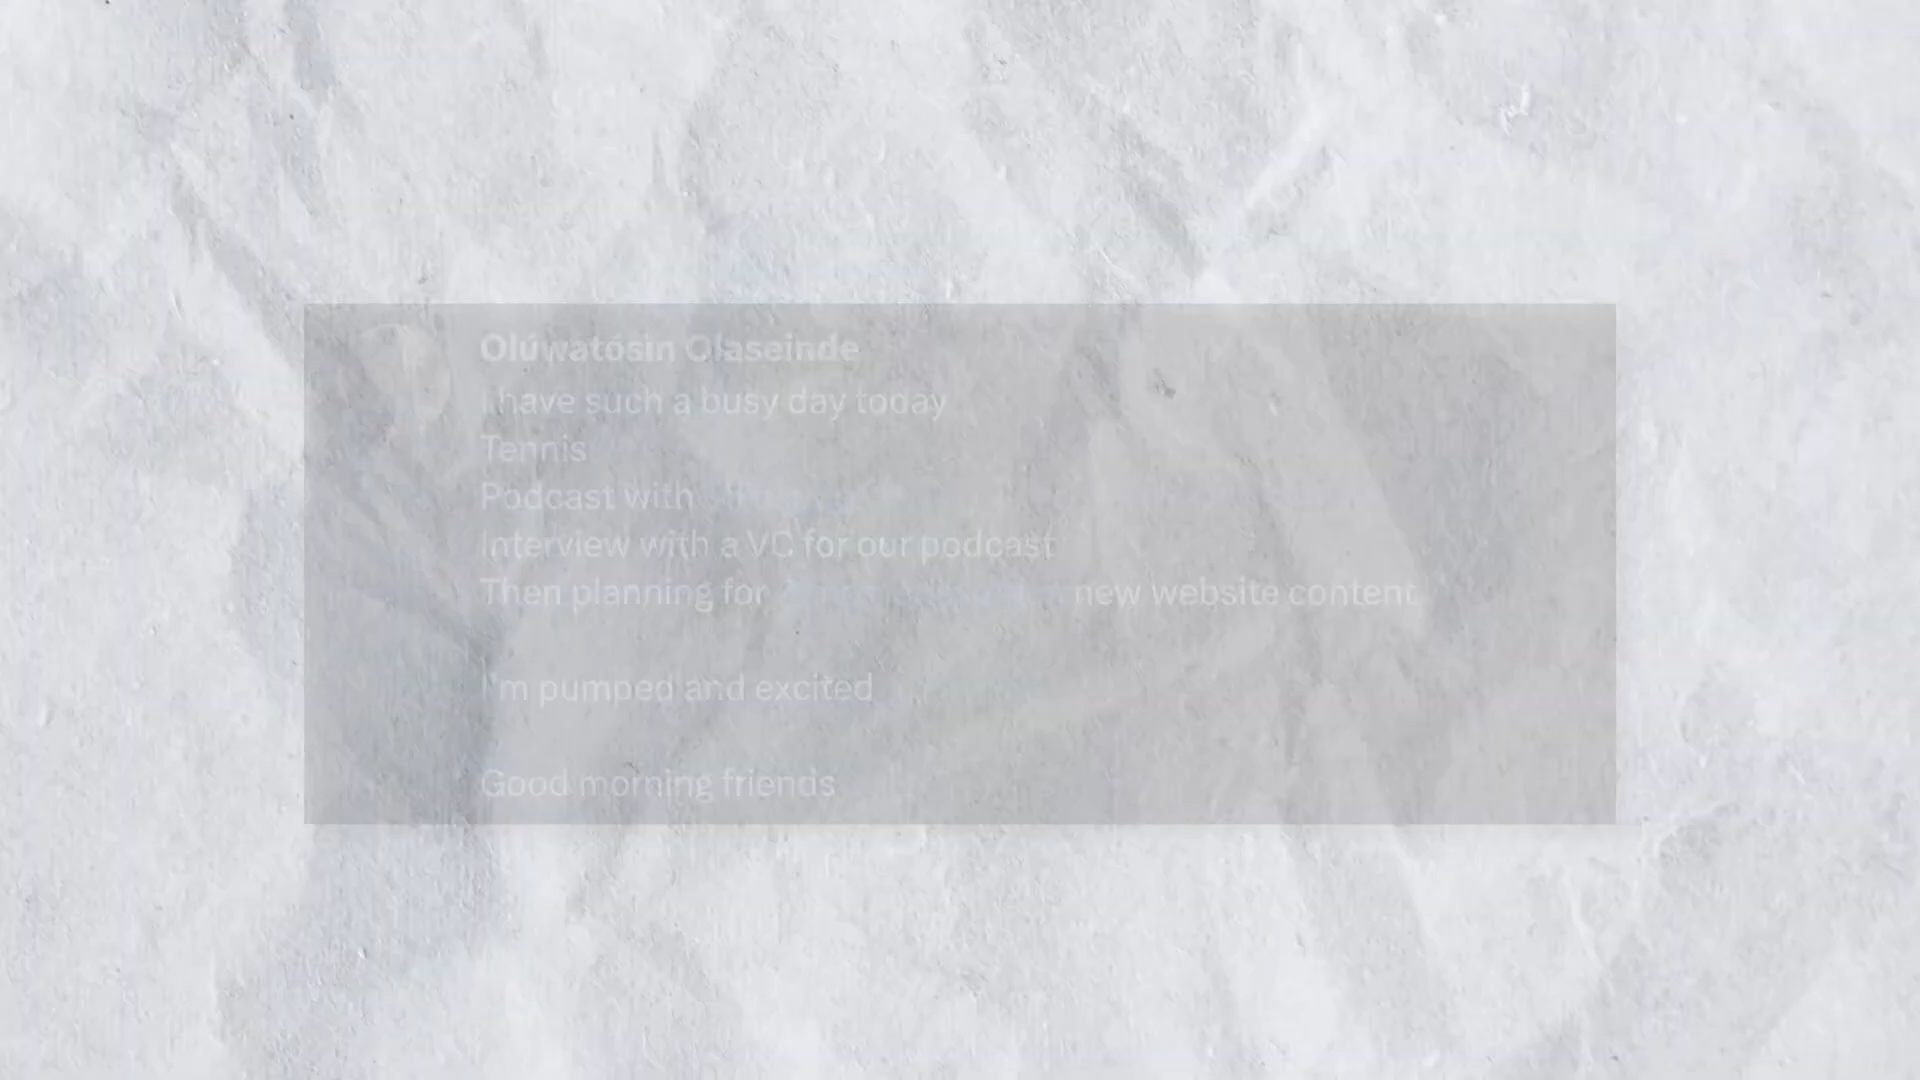 Olúwatósìn Olaseinde
I have such a busy day today
Tennis
Podcast with
Interview with a VC for our podcast
Then planning for new website content
I'm pumped and excited
Good morning friends